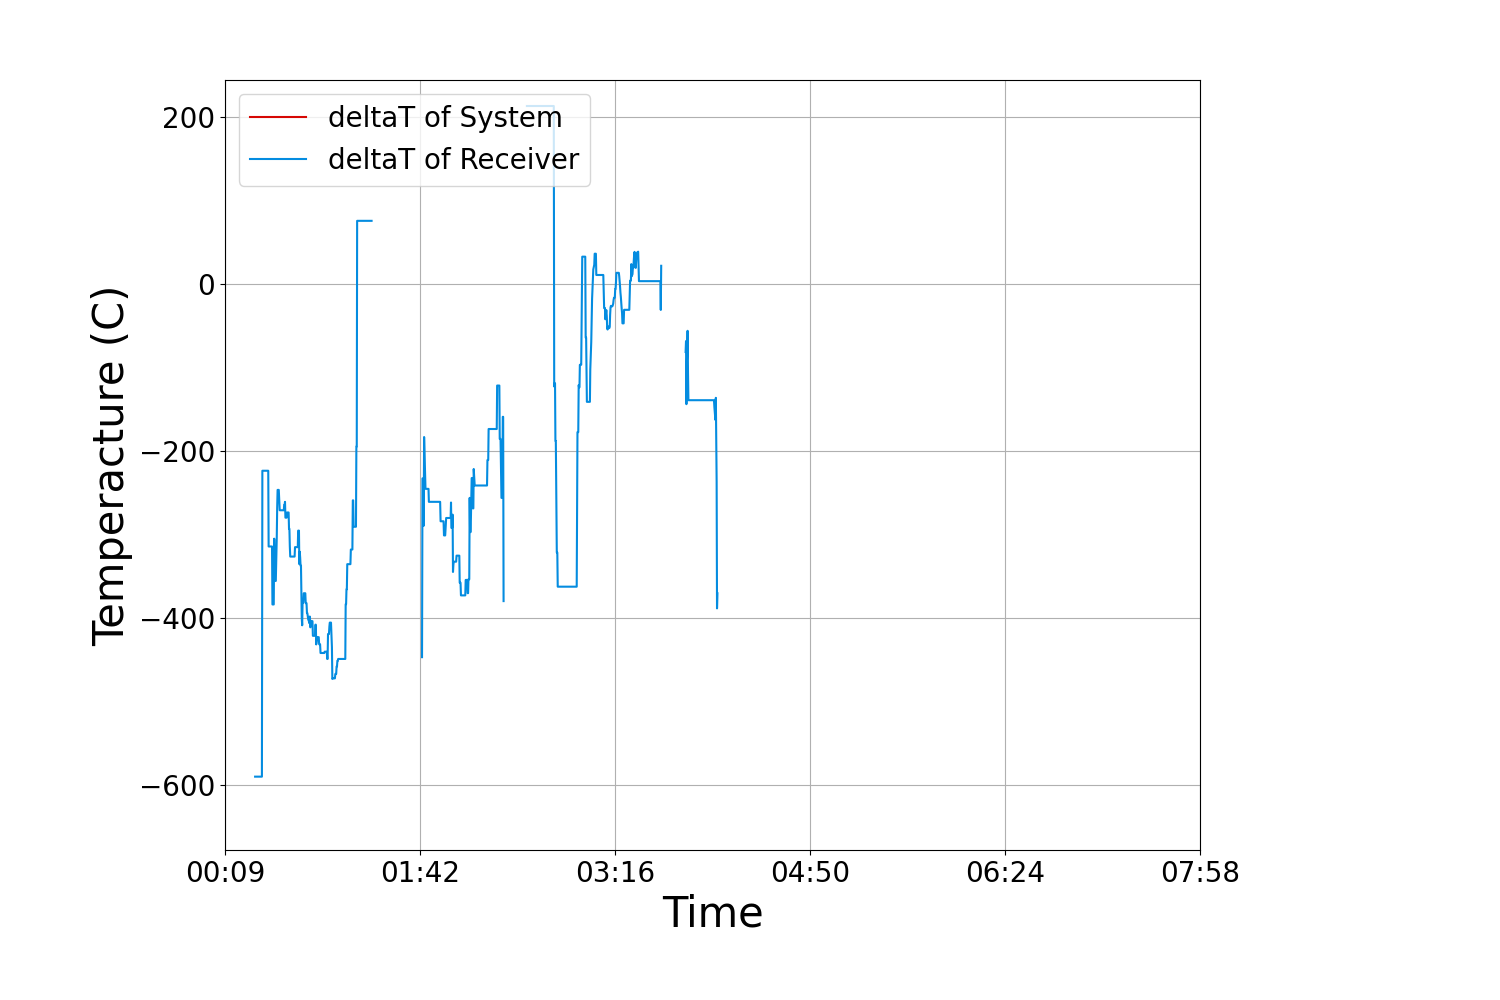 deltaT of System
deltaT of Receiver
200
0
−200
−400
−600
Temperacture (C)
00:09 01:42 03:16 04:50 06:24 07:58
Time